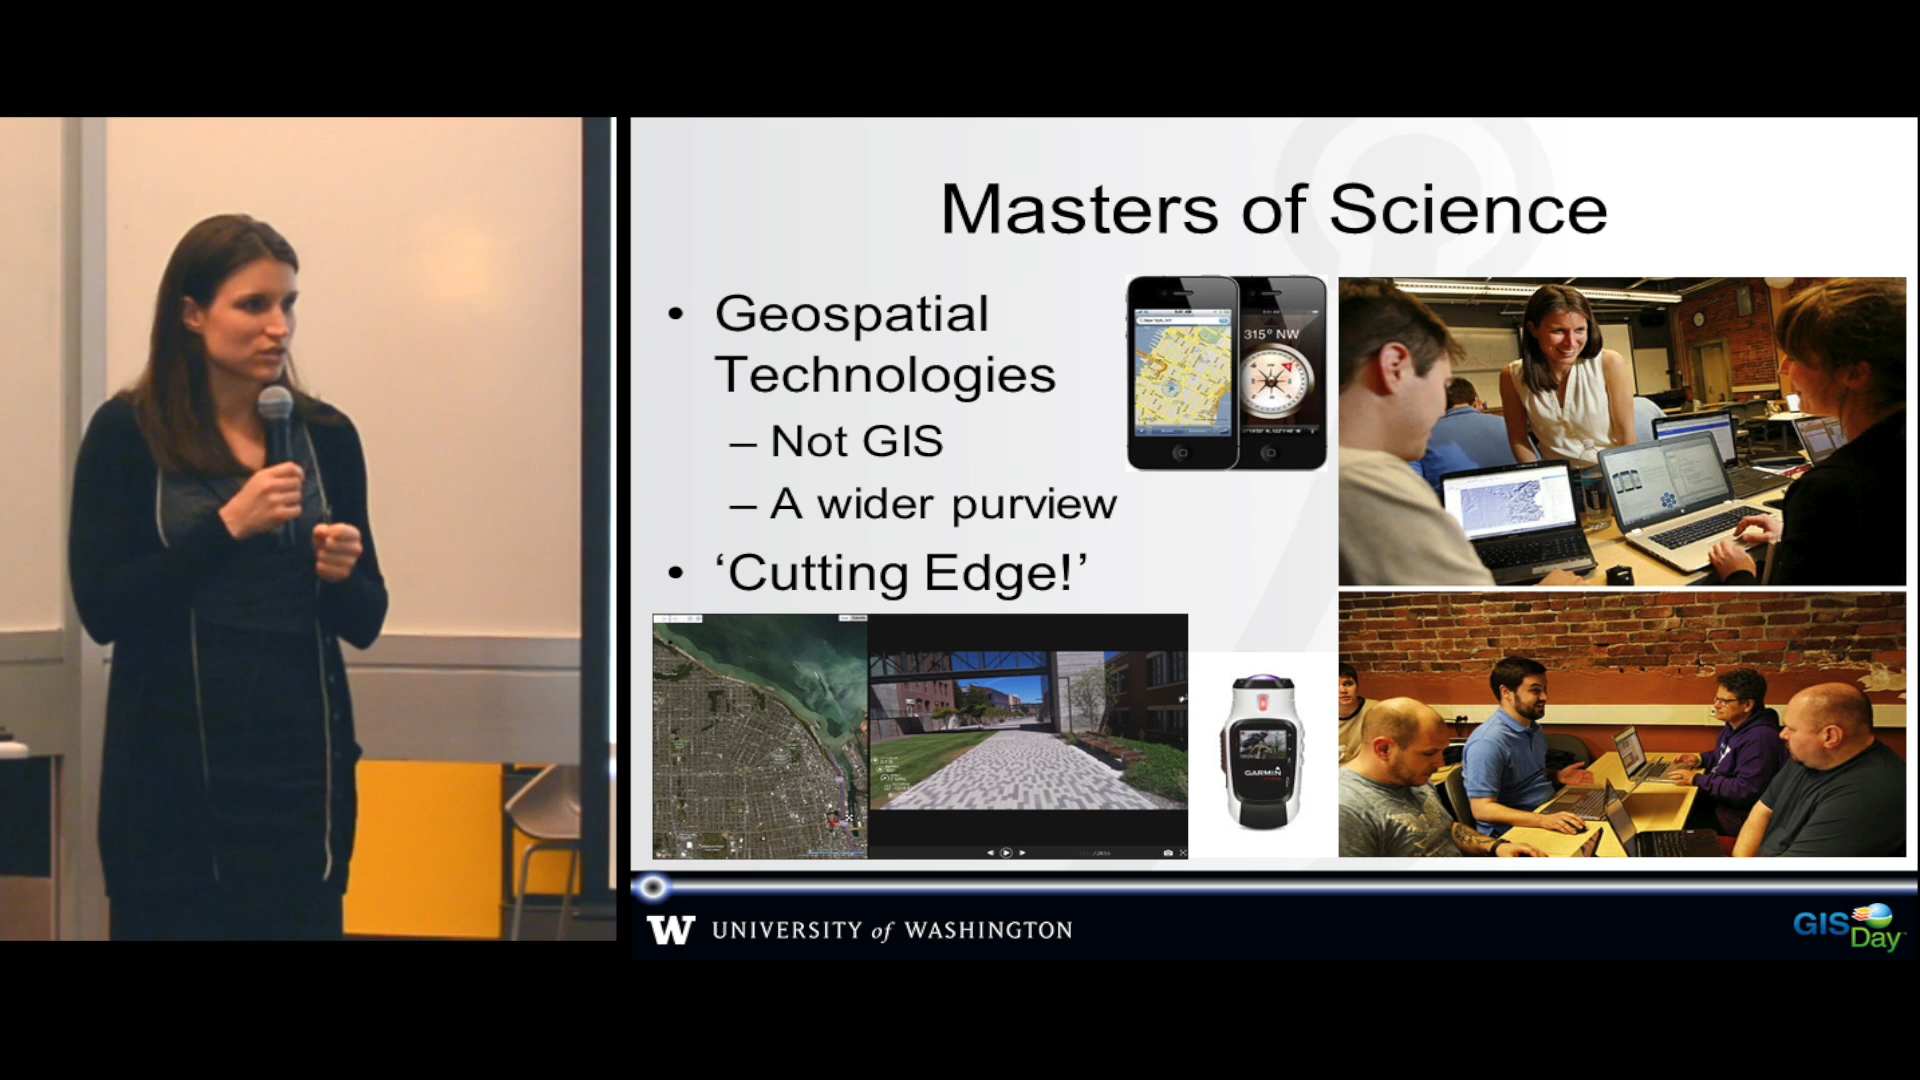 Masters of Science
• Geospatial
Technologies
– Not GIS
– A wider purview
• ‘Cutting Edge!’
315° NW
GARMIN
W UNIVERSITY of WASHINGTON
GIS
Day